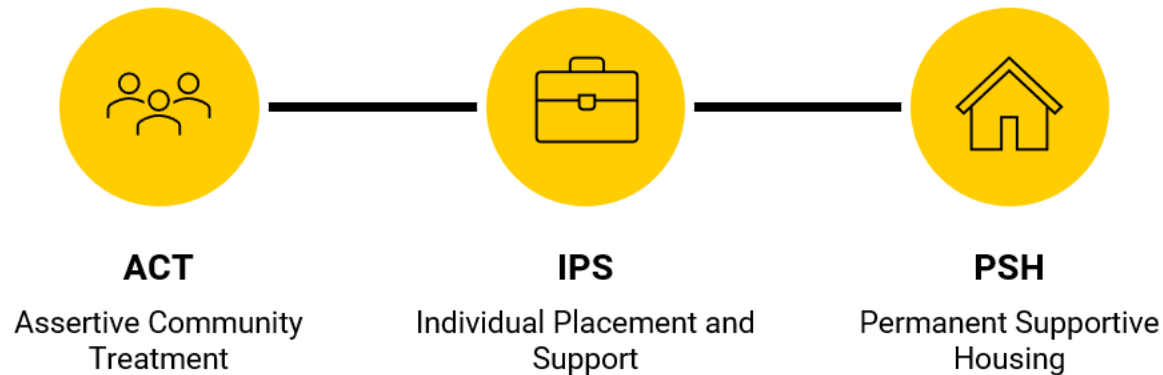 ACT
Assertive Community
Treatment
IPS
Individual Placement and
Support
PSH
Permanent Supportive
Housing